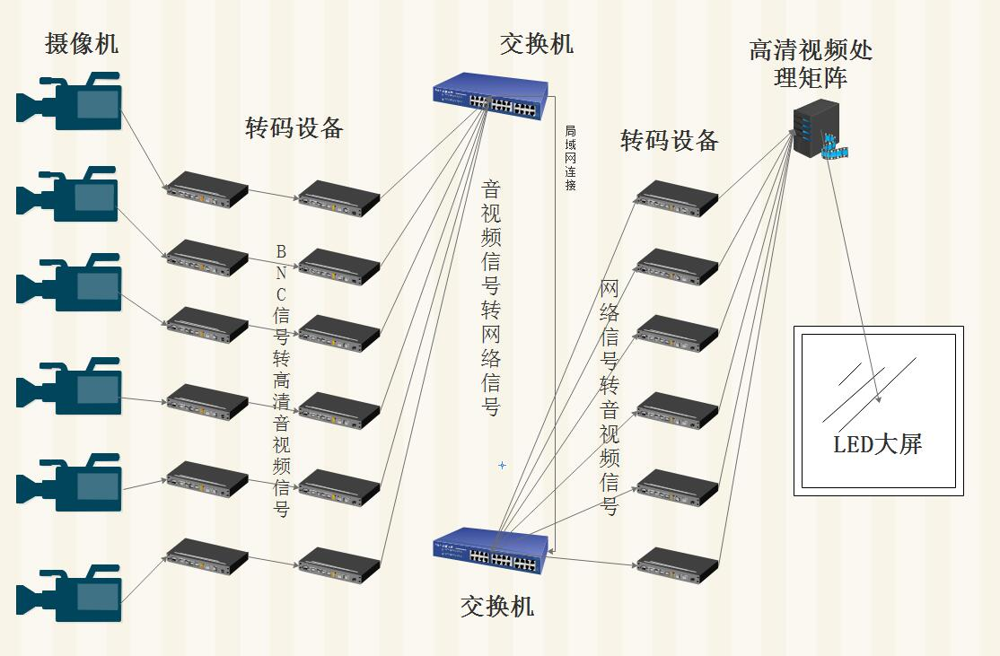 摄像机
交换机
高清视频处
理矩阵
转码设备
转码设备
局域网连接
音视频信号转网络信号
BNC信号转高清音视频信号
网络信号转音视频信号
LED大屏
交换机